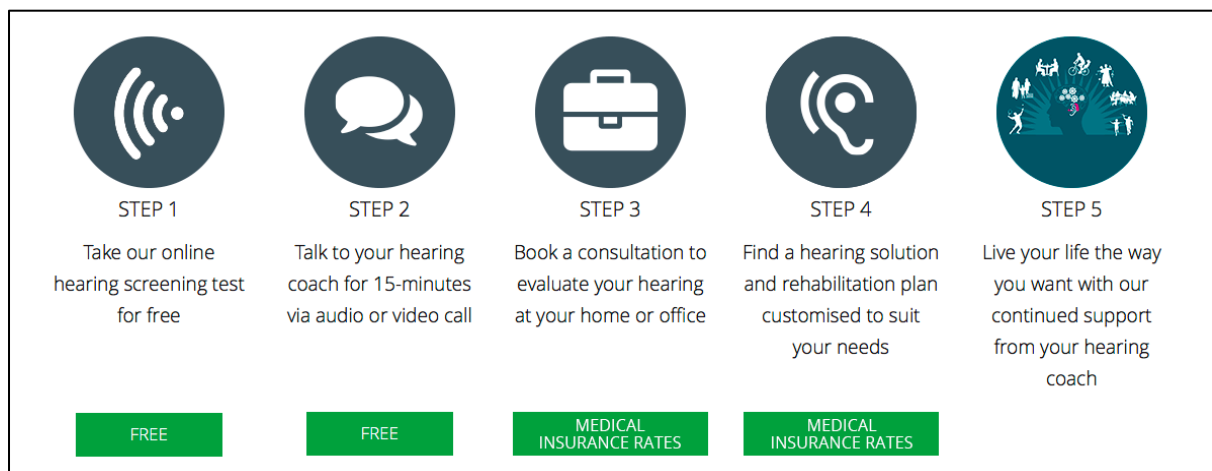 STEP 1
Take our online
hearing screening test
for free
FREE
STEP 2
Talk to your hearing
coach for 15-minutes
via audio or video call
FREE
STEP 3
Book a consultation to
evaluate your hearing
at your home or office
MEDICAL
INSURANCE RATES
STEP 4
Find a hearing solution
and rehabilitation plan
customised to suit
your needs
MEDICAL
INSURANCE RATES
STEP 5
Live your life the way
you want with our
continued support
from your hearing
coach